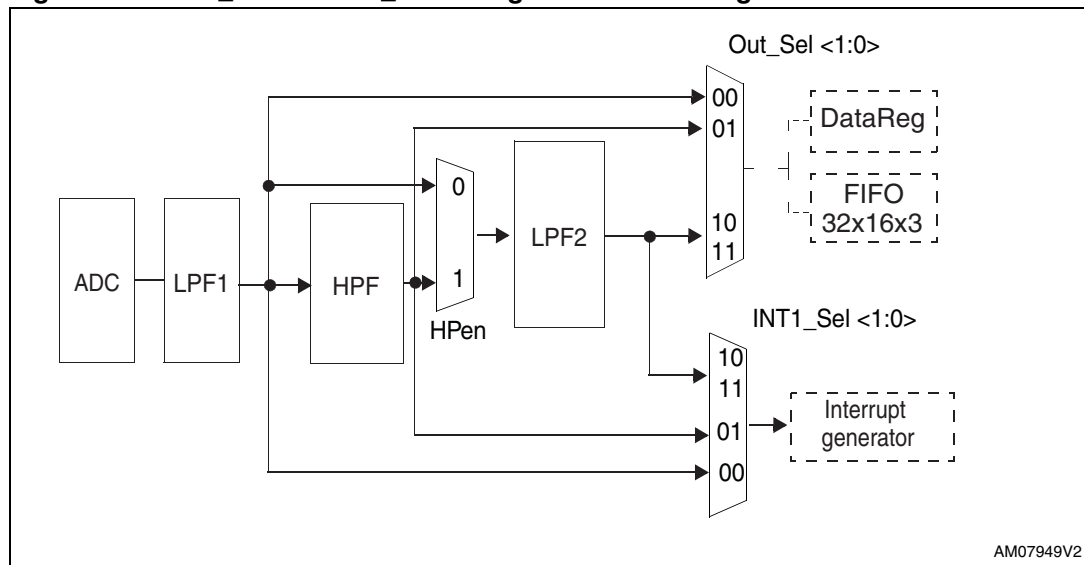 Out_Sel <1:0>
00
01
10
11
DataReg
FIFO
32x16x3
0
1
HPen
ADC
LPF1
HPF
LPF2
INT1_Sel <1:0>
10
11
01
00
Interrupt
generator
AM07949V2